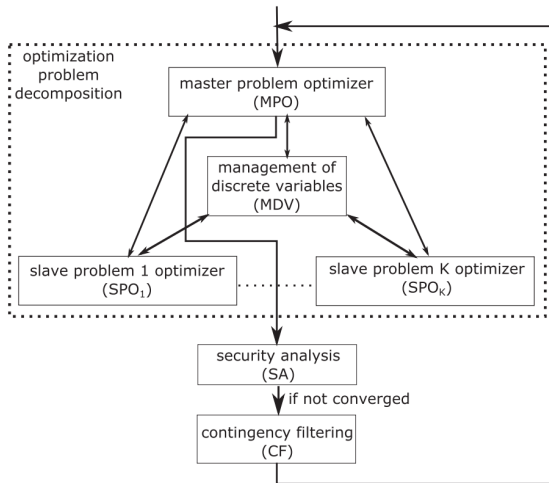 optimization
problem
decomposition
master problem optimizer
(MPO)
management of
discrete variables
(MDV)
slave problem 1 optimizer
(SPO₁)
slave problem K optimizer
(SPOₖ)
security analysis
(SA)
if not converged
contingency filtering
(CF)